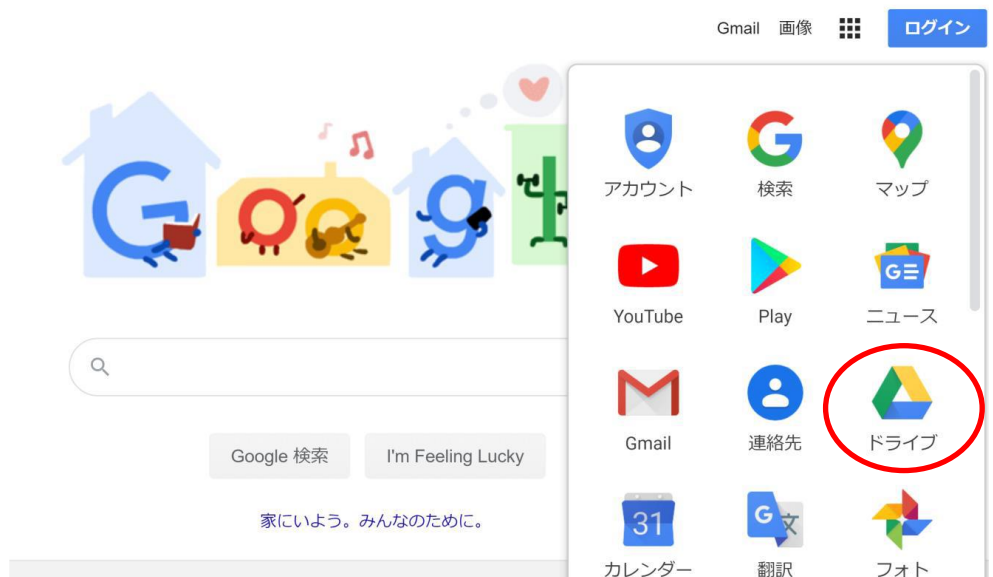 Gmail 画像 ログイン
アカウント 検索 マップ
YouTube Play ニュース
Gmail 連絡先 ドライブ
Google 検索 I'm Feeling Lucky
家にいよう。みんなのために。
31
カレンダー 翻訳 フォト